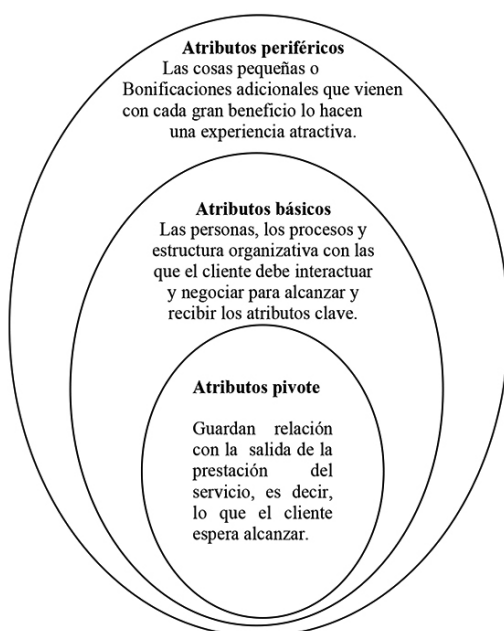 Atributos periféricos
Las cosas pequeñas o
Bonificaciones adicionales que vienen
con cada gran beneficio lo hacen
una experiencia atractiva.
Atributos básicos
Las personas, los procesos y
estructura organizativa con las
que el cliente debe interactuar
y negociar para alcanzar y
recibir los atributos clave.
Atributos pivote
Guardan relación
con la salida de la
prestación del
servicio, es decir,
lo que el cliente
espera alcanzar.